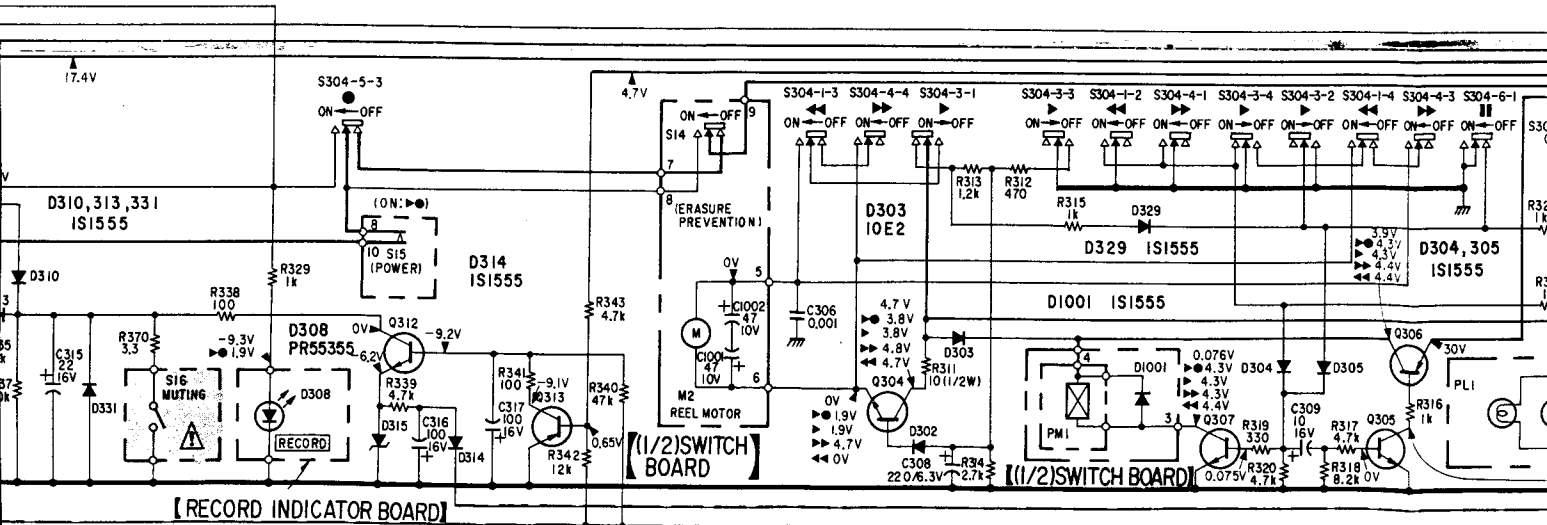 17.4V
S304-5-3
●
ON ← OFF
4.7V
ON ← OFF
S14
9
7
8
(ERASURE
PREVENTION)
S304-1-3
◀◀
ON ← OFF
S304-4-4
▶▶
ON ← OFF
S304-3-1
▶
ON → OFF
S304-3-3
▶
ON → OFF
S304-1-2
◀◀
ON ← OFF
S304-4-1
▶▶
ON ← OFF
S304-3-4
▶
ON → OFF
S304-3-2
▶
ON → OFF
S304-1-4
◀◀
ON ← OFF
S304-4-3
▶▶
ON ← OFF
S304-6-1
❚❚
ON ← OFF
D310,313,331
1S1555
(ON:▶●)
8
10 S15
(POWER)
D314
1S1555
D303
10E2
R313
1.2k
R312
470
R315
1k
D329
D329 1S1555
3.9V
▶● 4.3V
▶ 4.3V
▶▶ 4.4V
◀◀ 4.4V
D304,305
1S1555
D310
R329
1k
R338
100
R343
4.7k
0V
5
C1002
47
10V
M
C1001
47
10V
6
M2
REEL MOTOR
C306
0.001
4.7V
▶● 3.8V
▶ 3.8V
▶▶ 4.8V
◀◀ 4.7V
D303
R311
10(1/2W)
D1001 1S1555
4
D1001
PM1
3
0.076V
▶● 4.3V
▶ 4.3V
▶▶ 4.3V
◀◀ 4.4V
Q307
D304
D305
Q306
30V
PL1
R370
3.3
-9.3V
▶● 1.9V
D308
PR5535S
0V
Q312
-9.2V
-6.2V
C315
22
16V
D331
S16
MUTING
D308
RECORD
R339
4.7k
D315
C316
100
16V
D314
C317
100
16V
R341
100
-9.1V
Q313
0.65V
R342
12k
R340
47k
[(1/2)SWITCH
BOARD]
0V
▶● 1.9V
▶ 1.9V
▶▶ 4.7V
◀◀ 0V
Q304
D302
C308
220/6.3V
R314
2.7k
[(1/2)SWITCH BOARD]
0.075V
R319
330
R320
4.7k
C309
10
16V
R317
4.7k
R318
8.2k
Q305
0V
R316
1k
[RECORD INDICATOR BOARD]